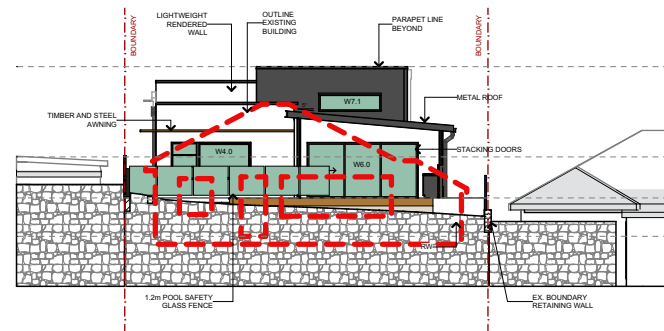 BOUNDARY
LIGHTWEIGHT
RENDERED
WALL
OUTLINE
EXISTING
BUILDING
PARAPET LINE
BEYOND
BOUNDARY
W7.1
METAL ROOF
TIMBER AND STEEL
AWNING
W4.0
W6.0
STACKING DOORS
RW
1.2m POOL SAFETY
GLASS FENCE
EX. BOUNDARY
RETAINING WALL